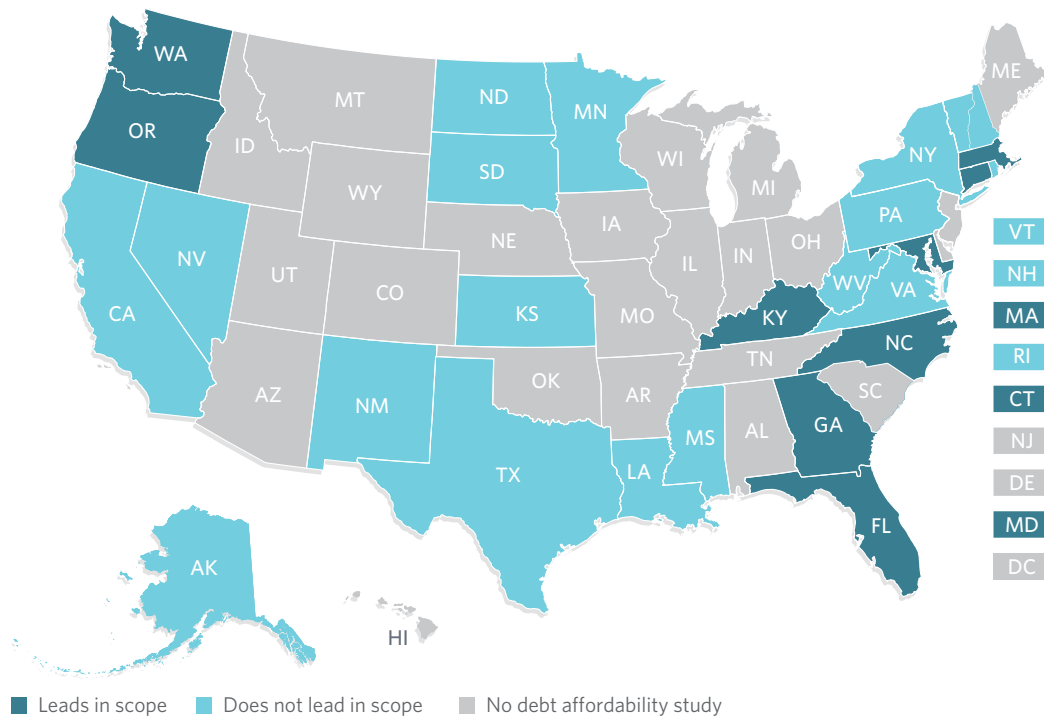 WA
ME
MT
ND
MN
OR
ID
NY
WI
SD
MI
WY
PA
IA
VT
NE
OH
NV
IN
IL
NH
UT
WV
VA
CO
CA
KS
MO
KY
MA
NC
RI
TN
OK
AZ
AR
SC
CT
NM
GA
MS
AL
NJ
LA
TX
DE
FL
MD
AK
DC
HI
Leads in scope Does not lead in scope No debt affordability study